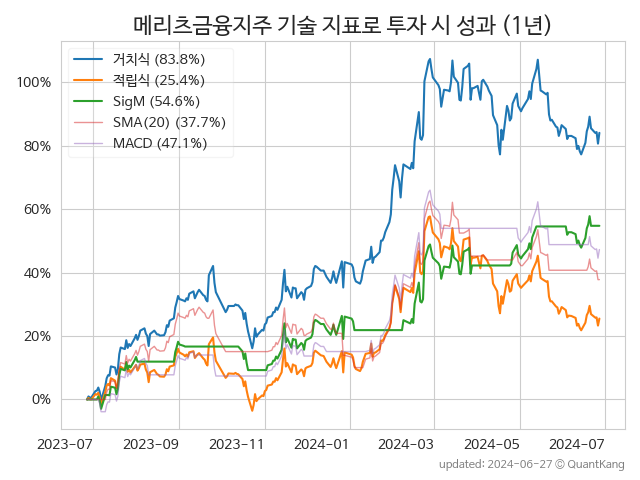 메리츠금융지주 기술 지표로 투자 시 성과 (1년)
거치식 (83.8%)
적립식 (25.4%)
SigM (54.6%)
SMA(20) (37.7%)
MACD (47.1%)
100%
80%
60%
40%
20%
0%
2023-07 2023-09 2023-11 2024-01 2024-03 2024-05 2024-07
updated: 2024-06-27 © QuantKang